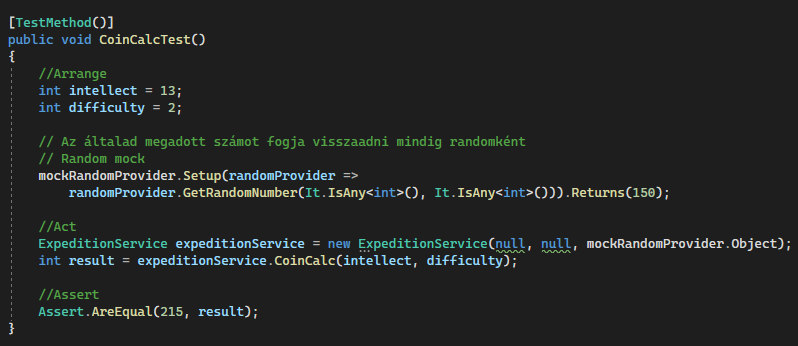 [TestMethod()]
public void CoinCalcTest()
{
//Arrange
int intellect = 13;
int difficulty = 2;
// Az általad megadott számot fogja visszaadni mindig randomként
// Random mock
mockRandomProvider.Setup(randomProvider =>
randomProvider.GetRandomNumber(It.IsAny<int>(), It.IsAny<int>())).Returns(150);
//Act
ExpeditionService expeditionService = new ExpeditionService(null, null, mockRandomProvider.Object);
int result = expeditionService.CoinCalc(intellect, difficulty);
//Assert
Assert.AreEqual(215, result);
}